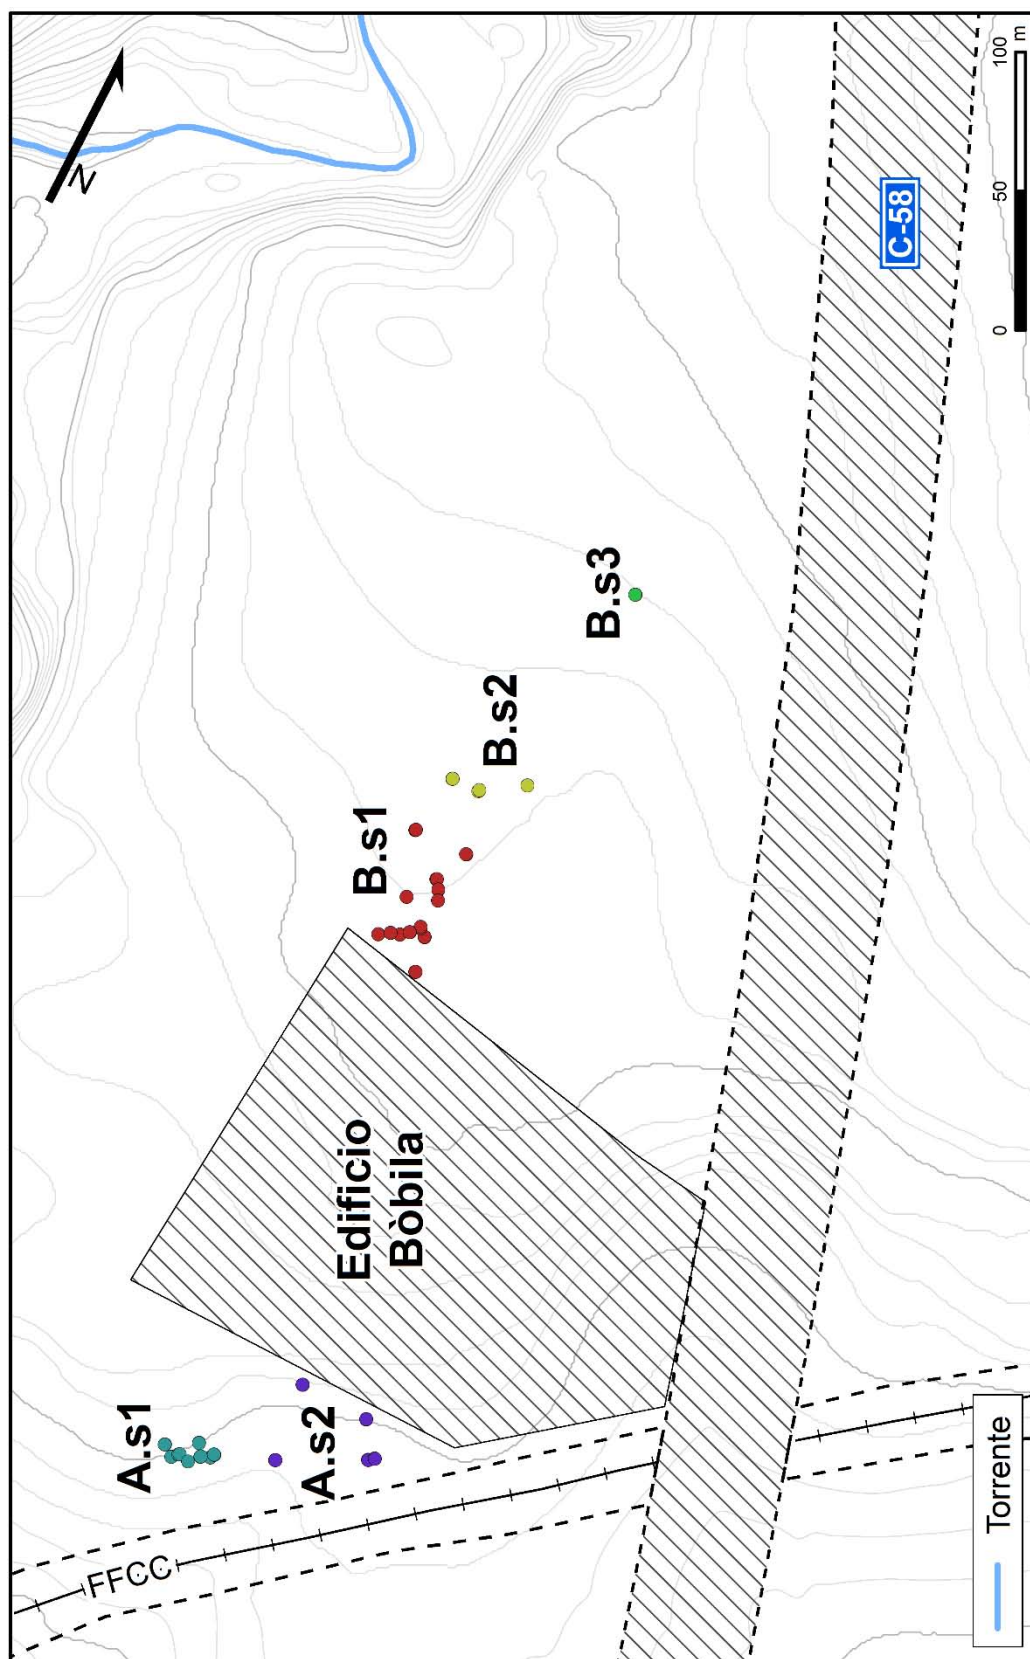 N
A.s1
A.s2
Edificio
Bòbila
B.s1
B.s2
B.s3
C-58
FFCC
Torrente
0 50 100
m